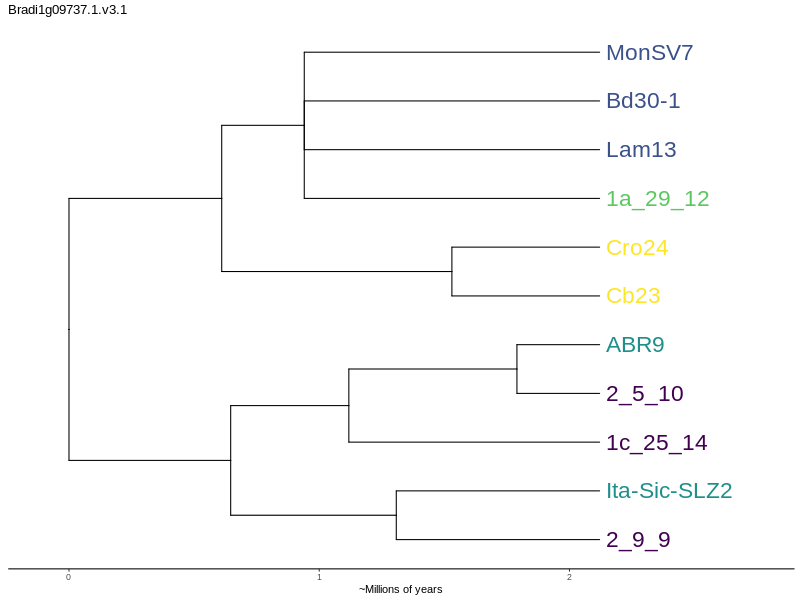 Bradi1g09737.1.v3.1
MonSV7
Bd30-1
Lam13
1a_29_12
Cro24
Cb23
ABR9
2_5_10
1c_25_14
Ita-Sic-SLZ2
2_9_9
0 1 2
~Millions of years